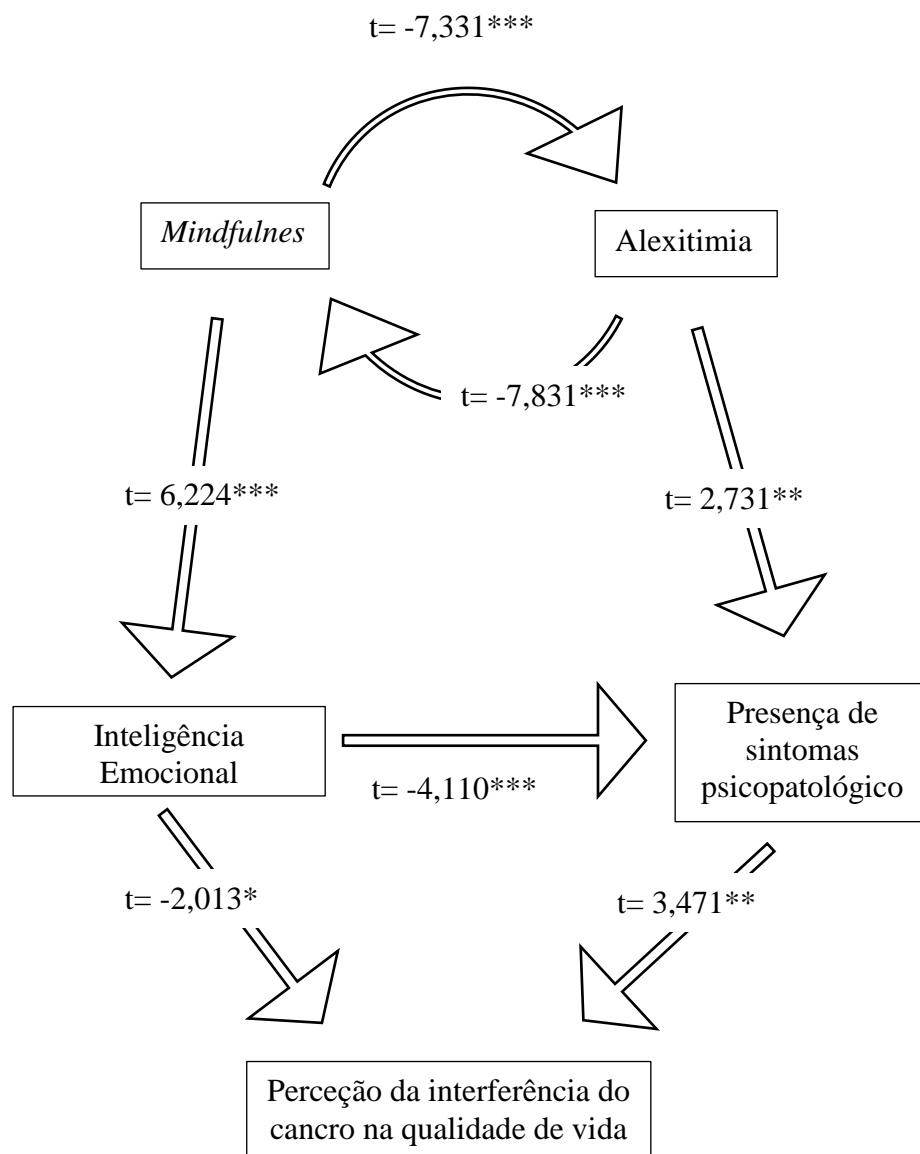 t= -7,331***
Mindfulnes
Alexitimia
t= -7,831***
t= 6,224***
t= 2,731**
Inteligência
Emocional
Presença de
sintomas
psicopatológico
t= -4,110***
t= -2,013*
t= 3,471**
Perceção da interferência do
cancro na qualidade de vida